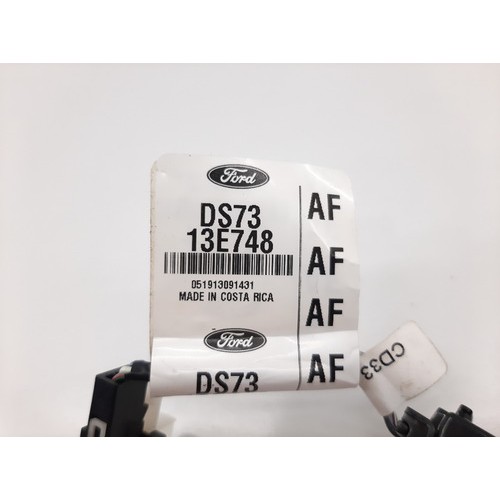 Ford
DS73
13E748
051913091431
MADE IN COSTA RICA
Ford
DS73
AF
AF
AF
AF
CD33